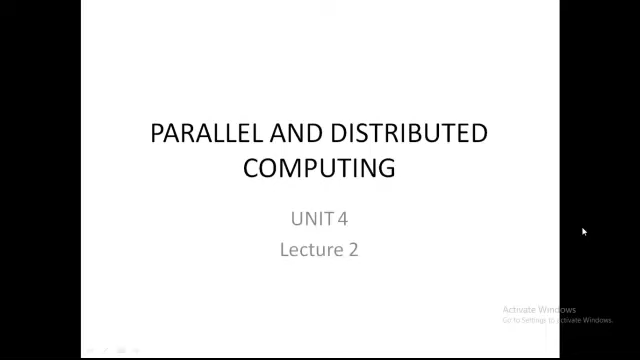 PARALLEL AND DISTRIBUTED
COMPUTING
UNIT 4
Lecture 2
Activate Windows
Go to Settings to activate Windows.